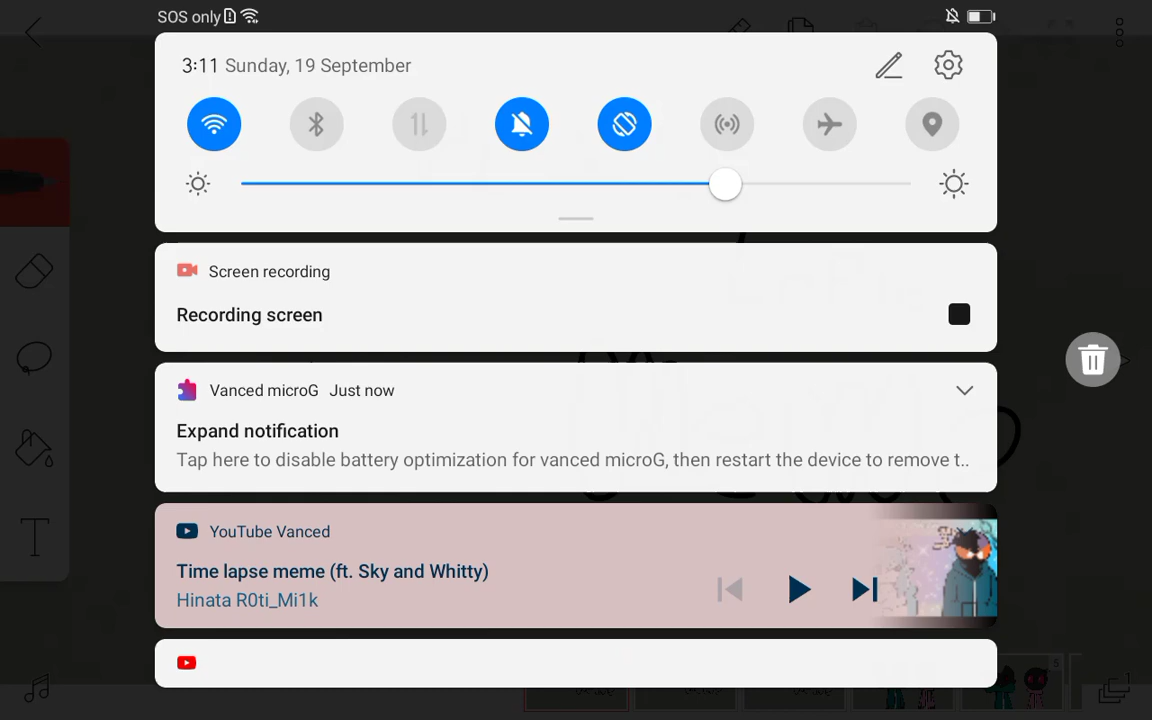 SOS only
3:11 Sunday, 19 September
Screen recording
Recording screen
Vanced microG Just now
Expand notification
Tap here to disable battery optimization for vanced microG, then restart the device to remove t..
YouTube Vanced
Time lapse meme (ft. Sky and Whitty)
Hinata R0ti_Mi1k
T
S
1